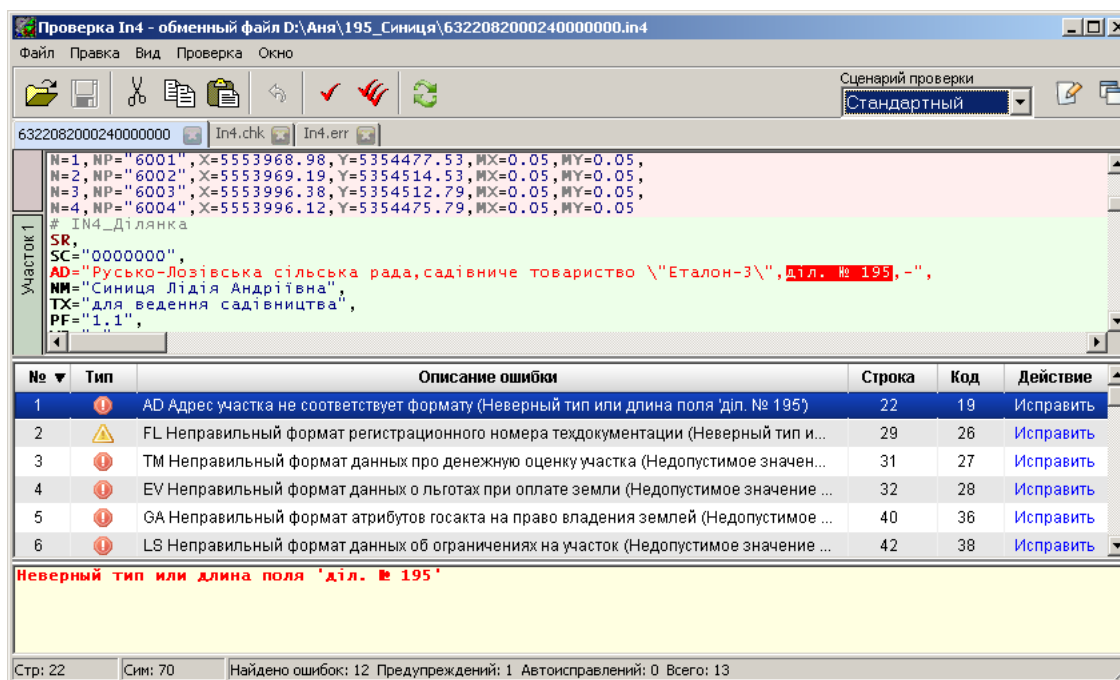 Проверка In4 - обменный файл D:\Аня\195_Синиця\6322082000240000000.in4
Файл Правка Вид Проверка Окно
Сценарий проверки
Стандартный
6322082000240000000 In4.chk In4.err
N=1,NP="6001",X=5553968.98,Y=5354477.53,MX=0.05,MY=0.05,
N=2,NP="6002",X=5553969.19,Y=5354514.53,MX=0.05,MY=0.05,
N=3,NP="6003",X=5553996.38,Y=5354512.79,MX=0.05,MY=0.05,
N=4,NP="6004",X=5553996.12,Y=5354475.79,MX=0.05,MY=0.05
Участок 1
# IN4_Ділянка
SR,
SC="0000000",
AD="Русько-Лозівська сільська рада,садівниче товариство \"Еталон-3\",діл. № 195,-",
NM="Синиця Лідія Андріївна",
TX="для ведення садівництва",
PF="1.1",
№ Тип Описание ошибки Строка Код Действие
1 AD Адрес участка не соответствует формату (Неверный тип или длина поля 'діл. № 195') 22 19 Исправить
2 FL Неправильный формат регистрационного номера техдокументации (Неверный тип и... 29 26 Исправить
3 TM Неправильный формат данных про денежную оценку участка (Недопустимое значен... 31 27 Исправить
4 EV Неправильный формат данных о льготах при оплате земли (Недопустимое значение ... 32 28 Исправить
5 GA Неправильный формат атрибутов госакта на право владения землей (Недопустимое ... 40 36 Исправить
6 LS Неправильный формат данных об ограничениях на участок (Недопустимое значение ... 42 38 Исправить
Неверный тип или длина поля 'діл. № 195'
Стр: 22 Сим: 70 Найдено ошибок: 12 Предупреждений: 1 Автоисправлений: 0 Всего: 13